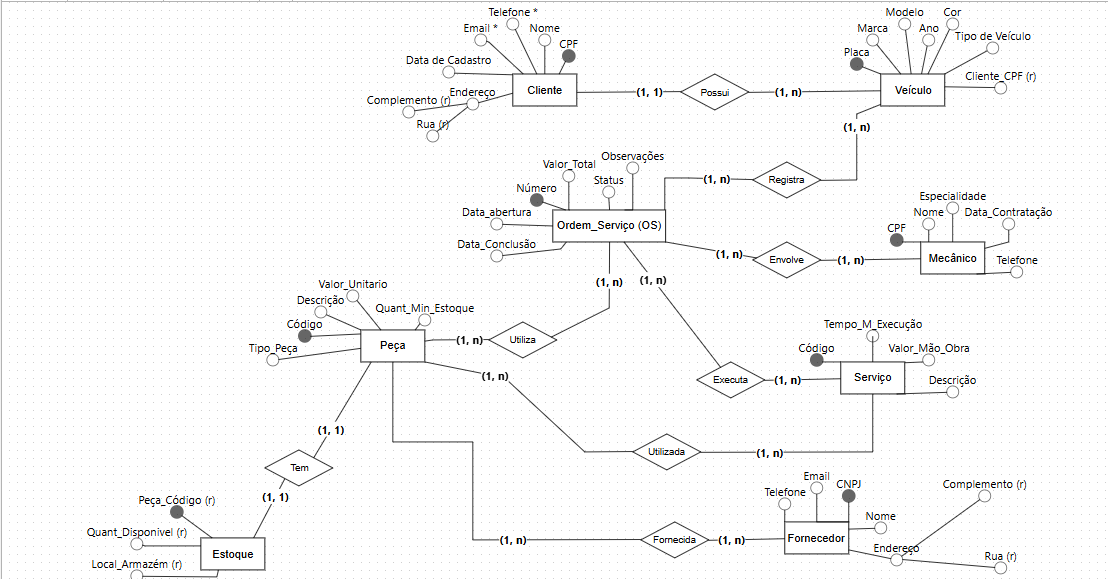 Telefone *
Email *
Nome
CPF
Data de Cadastro
Endereço
Complemento (r)
Rua (r)
Cliente
(1, 1)
Possui
(1, n)
Modelo
Cor
Marca
Ano
Tipo de Veículo
Placa
Cliente_CPF (r)
Veículo
(1, n)
Registra
(1, n)
Observações
Valor_Total
Status
Número
Data_abertura
Data_Conclusão
Ordem_Serviço (OS)
(1, n)
Envolve
(1, n)
Especialidade
Nome
Data_Contratação
CPF
Mecânico
Telefone
(1, n)
(1, n)
Valor_Unitario
Descrição
Quant_Min_Estoque
Código
Tipo_Peça
Peça
(1, n)
Utiliza
Tempo_M_Execução
Código
Valor_Mão_Obra
Serviço
Descrição
Executa
(1, n)
(1, n)
Utilizada
(1, n)
(1, 1)
Tem
(1, 1)
Peça_Código (r)
Quant_Disponivel (r)
Estoque
Local_Armazém (r)
(1, n)
Fornecida
(1, n)
Email
CNPJ
Telefone
Nome
Fornecedor
Endereço
Complemento (r)
Rua (r)